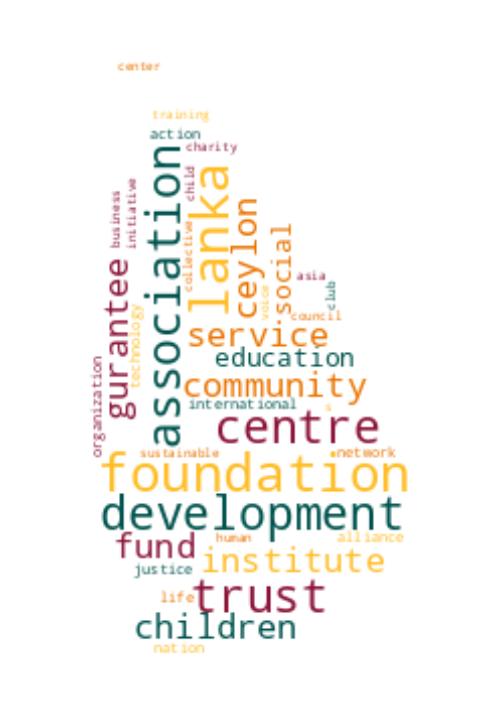 center
training
action
charity
association
child
lanka
business
initiative
collective
ceylon
voice
social
asia
club
council
gurantee
technology
service
education
organization
community
international
s
centre
sustainable
network
foundation
development
fund
human
alliance
institute
justice
life
trust
children
nation